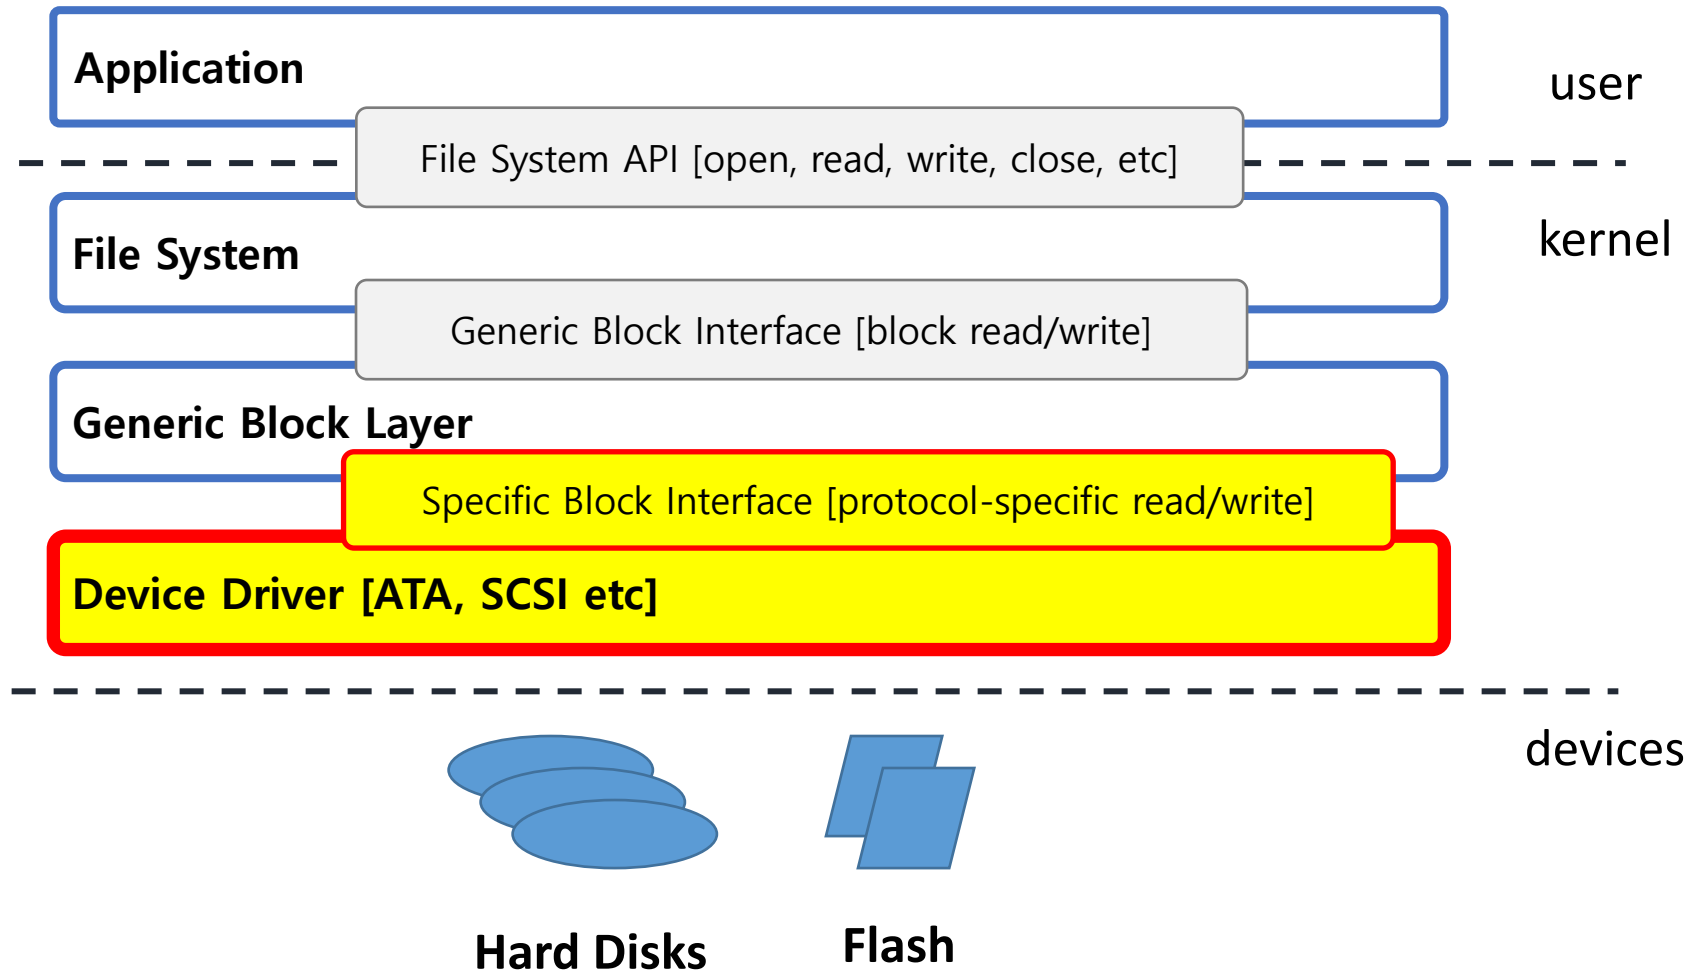 Application
user
File System API [open, read, write, close, etc]
File System
kernel
Generic Block Interface [block read/write]
Generic Block Layer
Specific Block Interface [protocol-specific read/write]
Device Driver [ATA, SCSI etc]
devices
Hard Disks
Flash